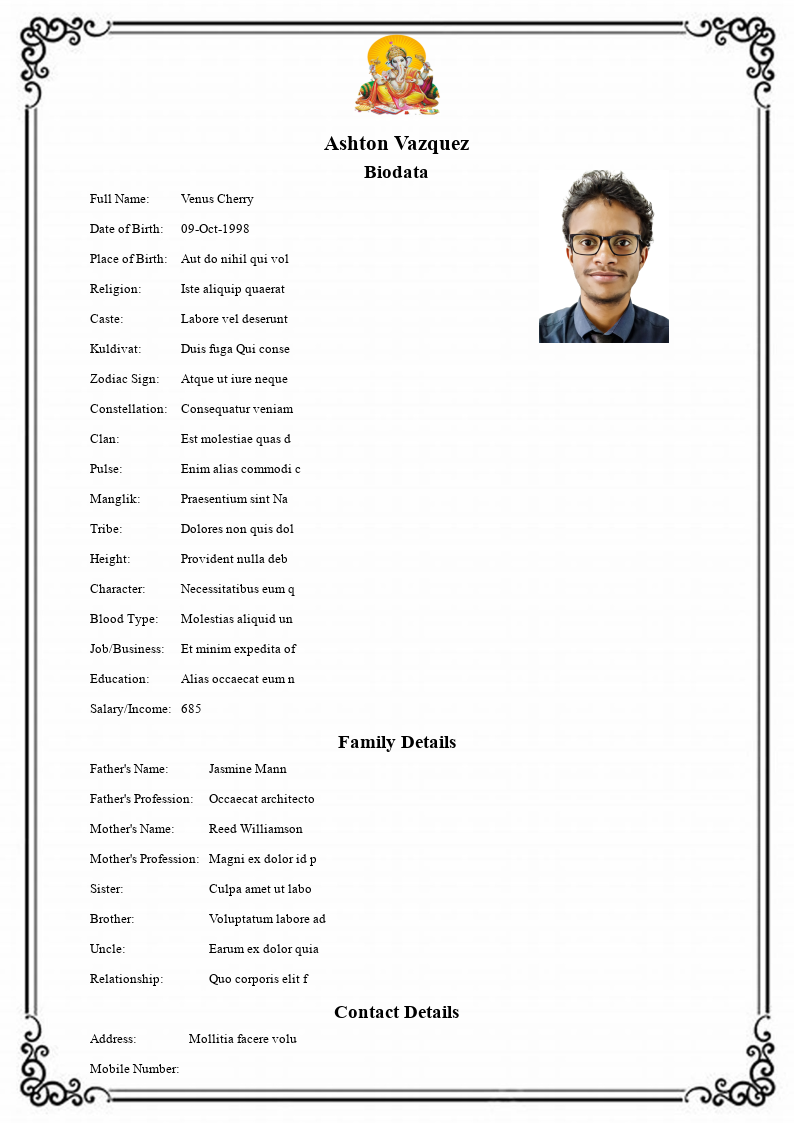 Ashton Vazquez
Biodata
Full Name: Venus Cherry
Date of Birth: 09-Oct-1998
Place of Birth: Aut do nihil qui vol
Religion: Iste aliquip quaerat
Caste: Labore vel deserunt
Kuldivat: Duis fuga Qui conse
Zodiac Sign: Atque ut iure neque
Constellation: Consequatur veniam
Clan: Est molestiae quas d
Pulse: Enim alias commodi c
Manglik: Praesentium sint Na
Tribe: Dolores non quis dol
Height: Provident nulla deb
Character: Necessitatibus eum q
Blood Type: Molestias aliquid un
Job/Business: Et minim expedita of
Education: Alias occaecat eum n
Salary/Income: 685
Family Details
Father's Name: Jasmine Mann
Father's Profession: Occaecat architecto
Mother's Name: Reed Williamson
Mother's Profession: Magni ex dolor id p
Sister: Culpa amet ut labo
Brother: Voluptatum labore ad
Uncle: Earum ex dolor quia
Relationship: Quo corporis elit f
Contact Details
Address: Mollitia facere volu
Mobile Number: